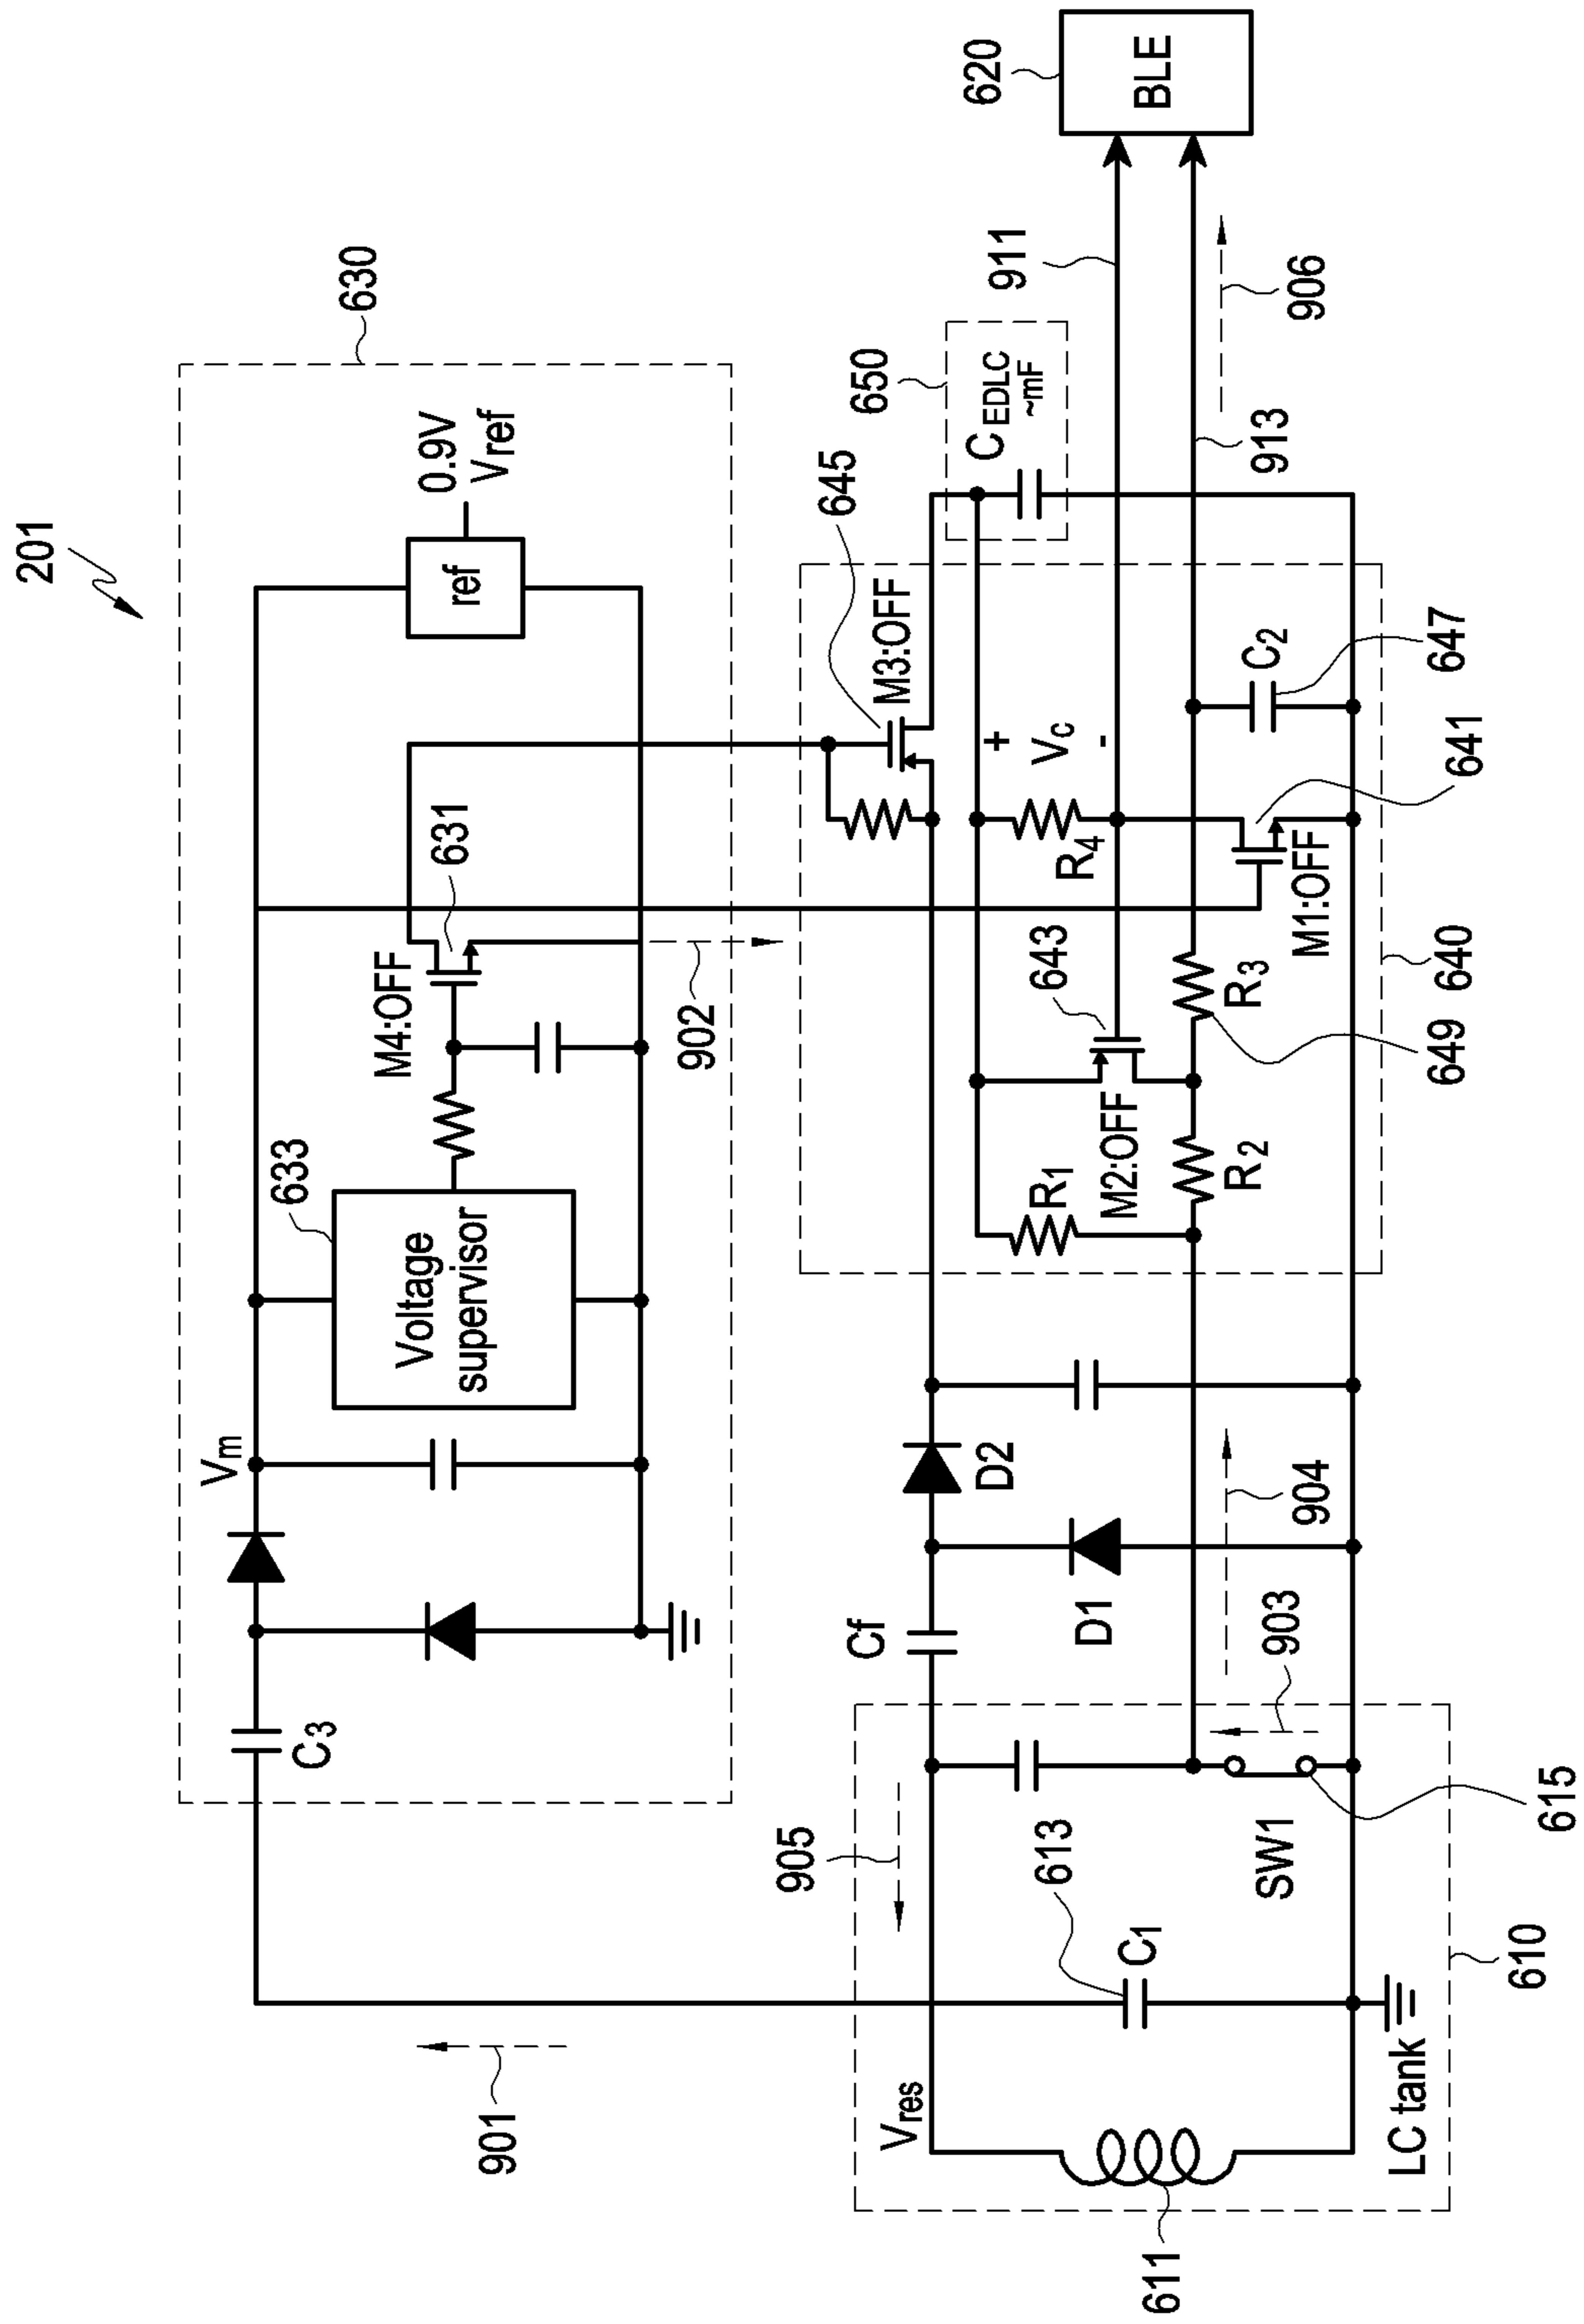 201
630
0.9V
Vref
ref
631
M4:OFF
633
Voltage
supervisor
Vm
C3
901
902
620
BLE
911
906
913
650
CEDLC
~mF
645
M3:OFF
+
Vc
-
R4
C2
647
641
M1:OFF
640
643
M2:OFF
R3
649
R1
R2
D2
D1
Cf
904
903
905
613
C1
SW1
615
610
Vres
LC tank
611